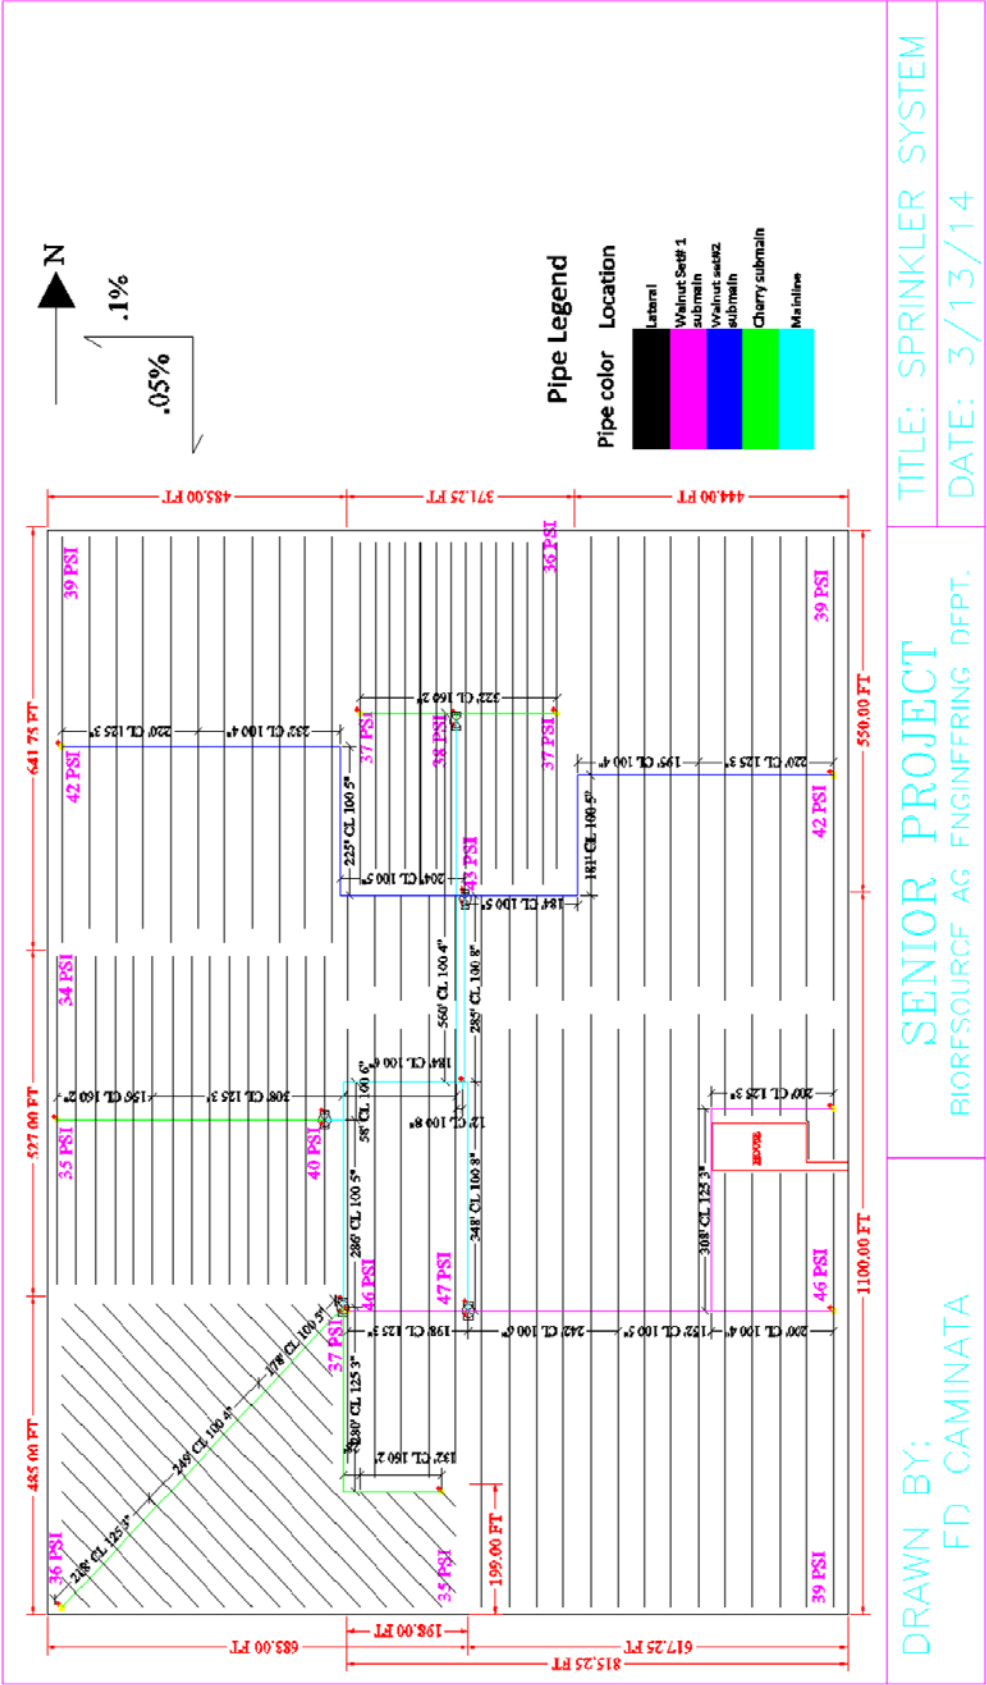 N
.1%
.05%
Pipe Legend
Pipe color
Location
Lateral
Walnut Set# 1
submain
Walnut set#2
submain
Cherry submain
Mainline
TITLE: SPRINKLER SYSTEM
DATE: 3/13/14
SENIOR PROJECT
BIORESOURCE AG ENGINEERING DEPT.
DRAWN BY:
ED CAMINATA
485.00 FT
527.00 FT
641.75 FT
485.00 FT
371.25 FT
444.00 FT
550.00 FT
1100.00 FT
683.00 FT
198.00 FT
617.25 FT
815.25 FT
199.00 FT
39 PSI
42 PSI
220' CL 125 3"
232' CL 100 4"
225' CL 100 5"
204' CL 100 5"
184' CL 100 5"
181' CL 100 5"
195' CL 100 4"
220' CL 125 3"
42 PSI
39 PSI
37 PSI
38 PSI
37 PSI
36 PSI
322' CL 160 2"
43 PSI
560' CL 100 4"
285' CL 100 8"
184' CL 100 6"
58' CL 100 6"
12' CL 100 8"
348' CL 100 8"
34 PSI
35 PSI
156' CL 160 2"
308' CL 125 3"
40 PSI
286' CL 100 5"
46 PSI
47 PSI
37 PSI
178' CL 100 5"
249' CL 100 4"
218' CL 125 3"
36 PSI
280' CL 125 3"
132' CL 160 2"
35 PSI
198' CL 125 3"
242' CL 100 6"
152' CL 100 5"
200' CL 100 4"
308' CL 125 3"
200' CL 125 3"
HOUSE
46 PSI
39 PSI